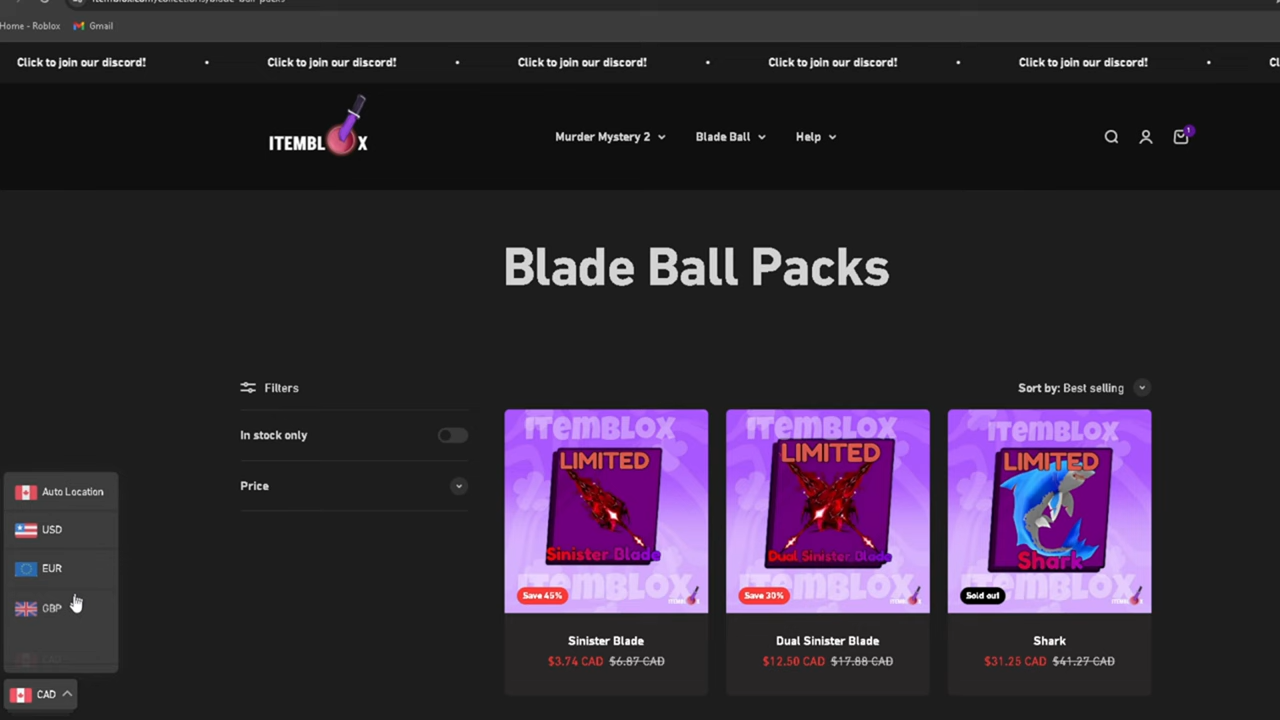 Home - Roblox Gmail
Click to join our discord! • Click to join our discord! • Click to join our discord! • Click to join our discord! • Click to join our discord! •
ITEMBLOX
Murder Mystery 2 Blade Ball Help
1
Blade Ball Packs
Filters
Sort by: Best selling
In stock only
Price
ITEMBLOX
LIMITED
Sinister Blade
ITEMBLOX
Save 45%
Sinister Blade
$3.74 CAD $6.87 CAD
ITEMBLOX
LIMITED
Dual Sinister Blade
ITEMBLOX
Save 30%
Dual Sinister Blade
$12.50 CAD $17.88 CAD
ITEMBLOX
LIMITED
Shark
ITEMBLOX
Sold out
Shark
$31.25 CAD $41.27 CAD
Auto Location
USD
EUR
GBP
CAD
CAD